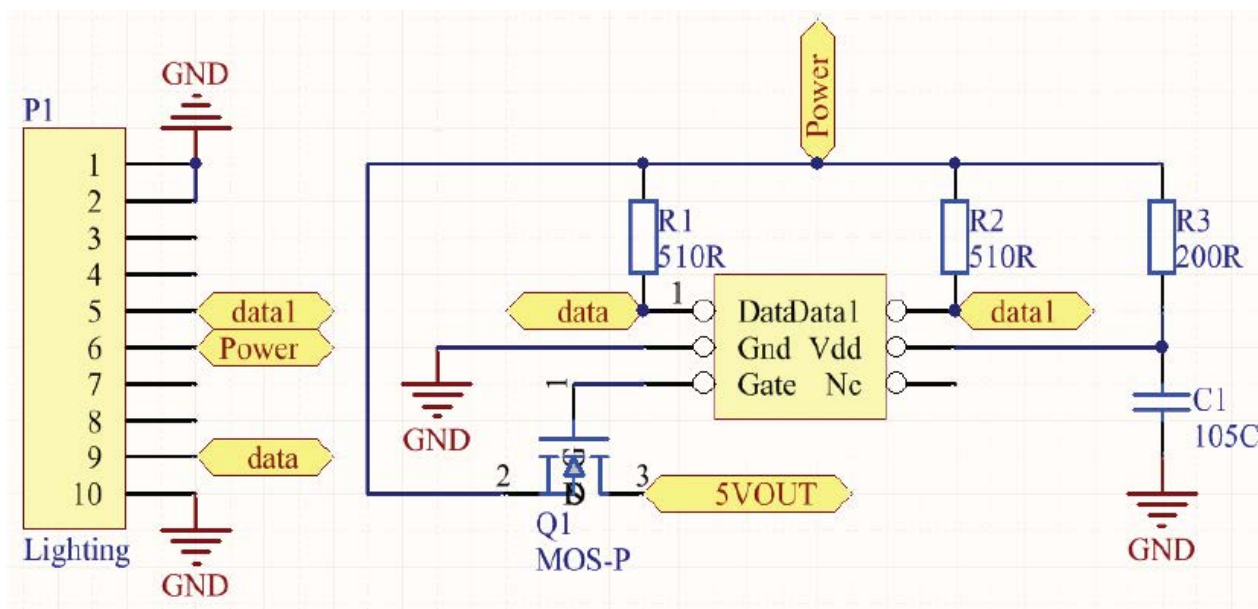 Power
GND
P1
1
2
3
4
5
6
7
8
9
10
data1
Power
data
GND
Lighting
R1
510R
R2
510R
R3
200R
data
1
Data Data1
data1
Gnd Vdd
Gate Nc
GND
1
G
D
S
2
3
5VOUT
Q1
MOS-P
C1
105C
GND